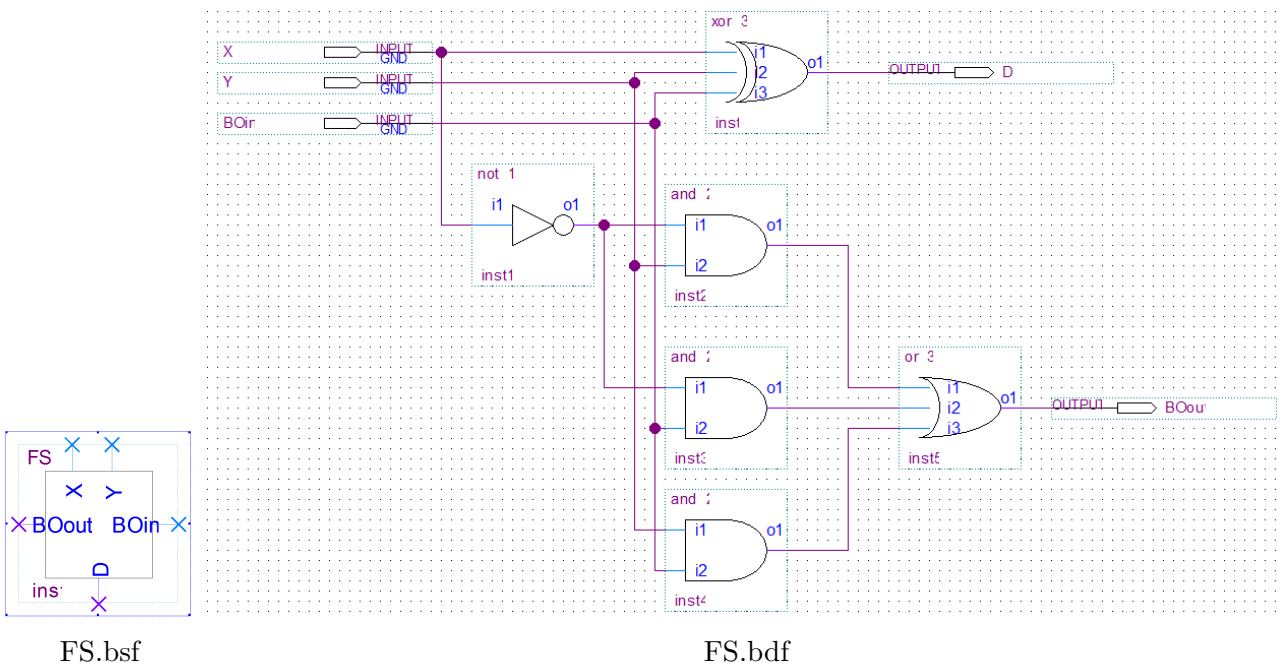 xor 3
X INPUT GND
i1 i2 i3 o1
OUTPUT D
Y INPUT GND
BOin INPUT GND
inst
not 1
i1 o1
inst1
and 2
i1 i2 o1
inst2
and 2
i1 i2 o1
inst3
or 3
i1 i2 i3 o1
inst5
OUTPUT BOout
and 2
i1 i2 o1
inst4
FS
X Y
BOout BOin
D
inst
FS.bsf
FS.bdf